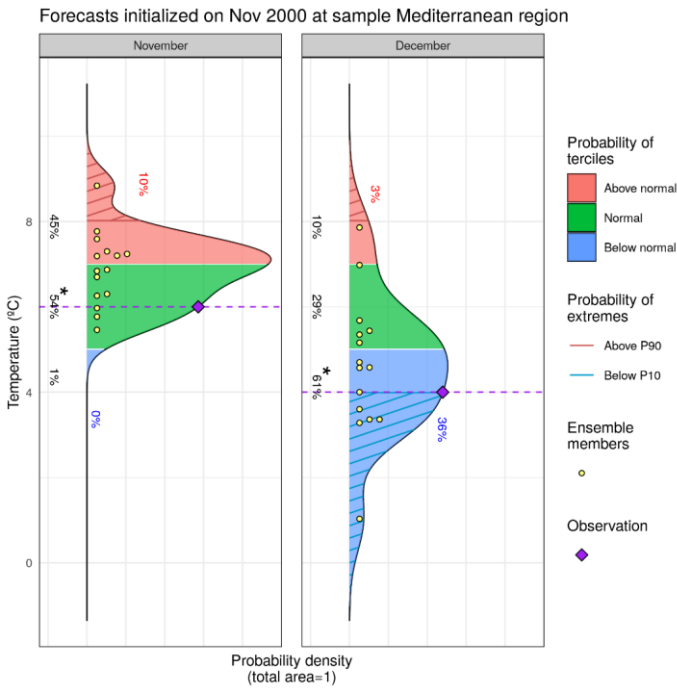 Forecasts initialized on Nov 2000 at sample Mediterranean region
November
December
Temperature (ºC)
8
4
0
10%
45%
*
54%
1%
0%
3%
10%
29%
*
61%
36%
Probability density
(total area=1)
Probability of
terciles
Above normal
Normal
Below normal
Probability of
extremes
Above P90
Below P10
Ensemble
members
Observation